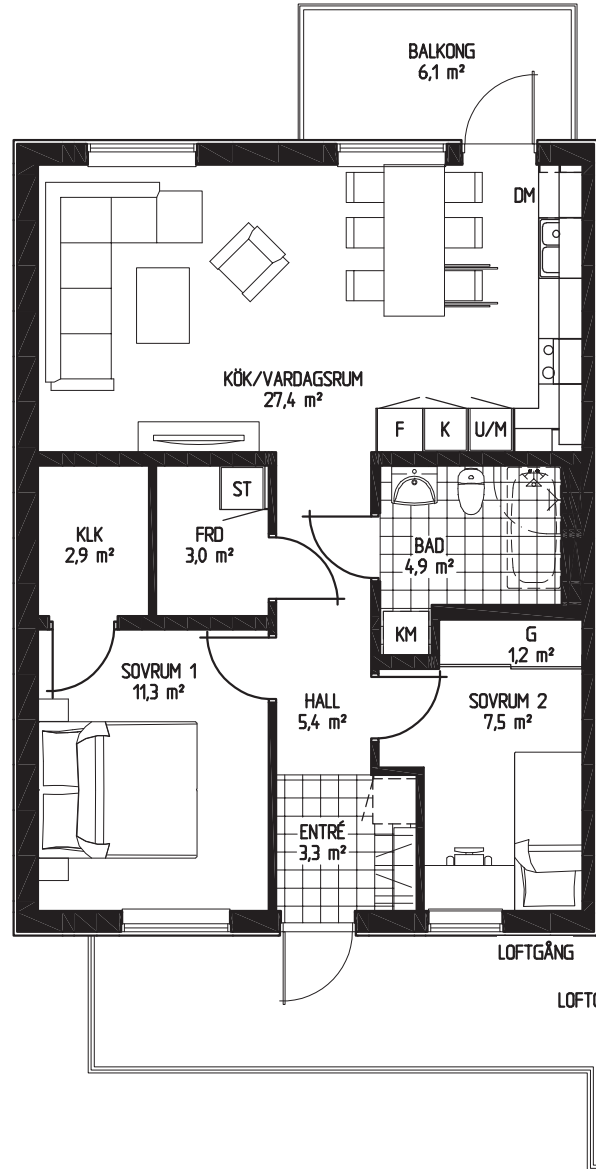 BALKONG
6,1 m²
DM
KÖK/VARDAGSRUM
27,4 m²
F K U/M
ST
KLK
2,9 m²
FRD
3,0 m²
BAD
4,9 m²
KM
G
1,2 m²
SOVRUM 1
11,3 m²
HALL
5,4 m²
SOVRUM 2
7,5 m²
ENTRÉ
3,3 m²
LOFTGÅNG